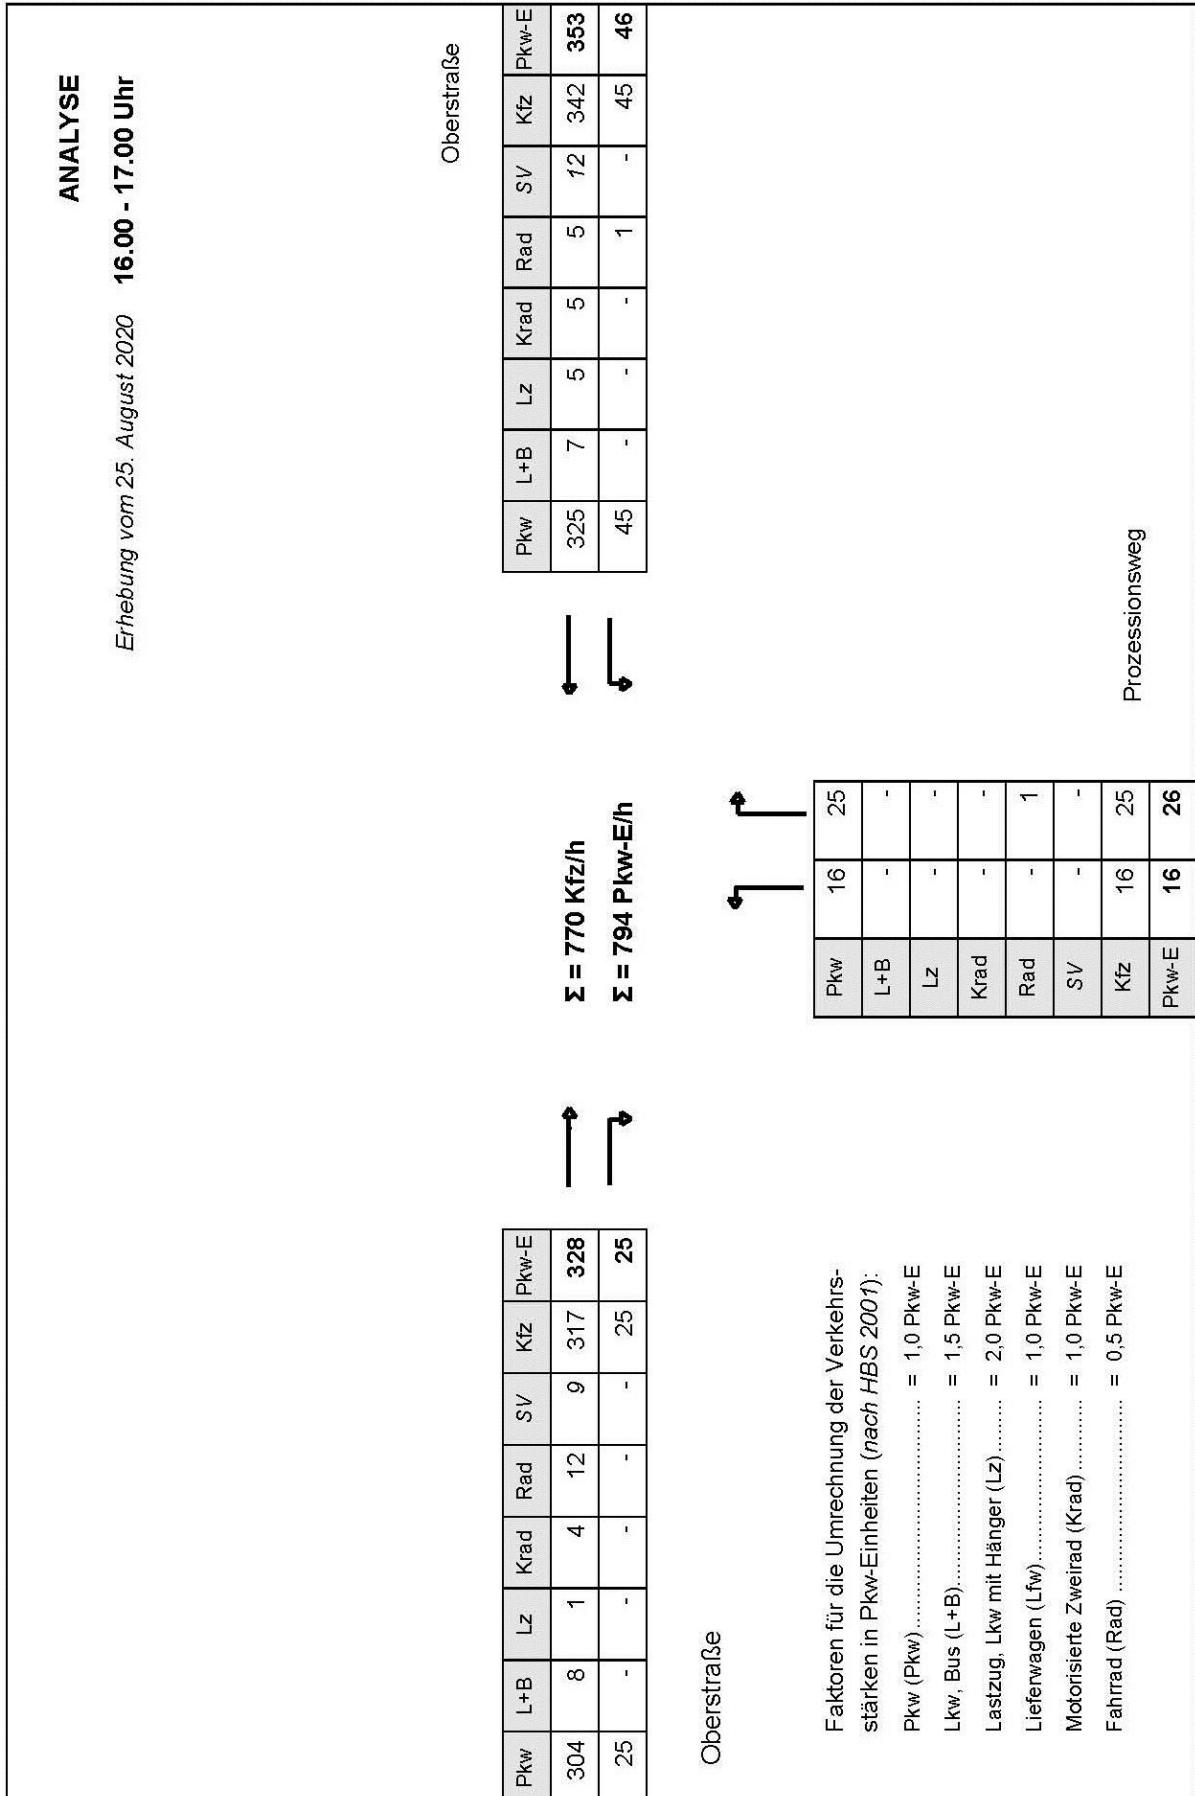 ANALYSE
Erhebung vom 25. August 2020 16.00 - 17.00 Uhr
Oberstraße
Pkw L+B Lz Krad Rad SV Kfz Pkw-E
304 8 1 4 12 9 317 328
25 - - - - - 25 25
Σ = 770 Kfz/h
Σ = 794 Pkw-E/h
Pkw L+B Lz Krad Rad SV Kfz Pkw-E
325 7 5 5 5 12 342 353
45 - - - 1 - 45 46
Oberstraße
Faktoren für die Umrechnung der Verkehrs-
stärken in Pkw-Einheiten (nach HBS 2001):
Pkw (Pkw) = 1,0 Pkw-E
Lkw, Bus (L+B) = 1,5 Pkw-E
Lastzug, Lkw mit Hänger (Lz) = 2,0 Pkw-E
Lieferwagen (Lfw) = 1,0 Pkw-E
Motorisierte Zweirad (Krad) = 1,0 Pkw-E
Fahrrad (Rad) = 0,5 Pkw-E
Pkw 16 25
L+B - -
Lz - -
Krad - -
Rad - 1
SV - -
Kfz 16 25
Pkw-E 16 26
Prozessionsweg